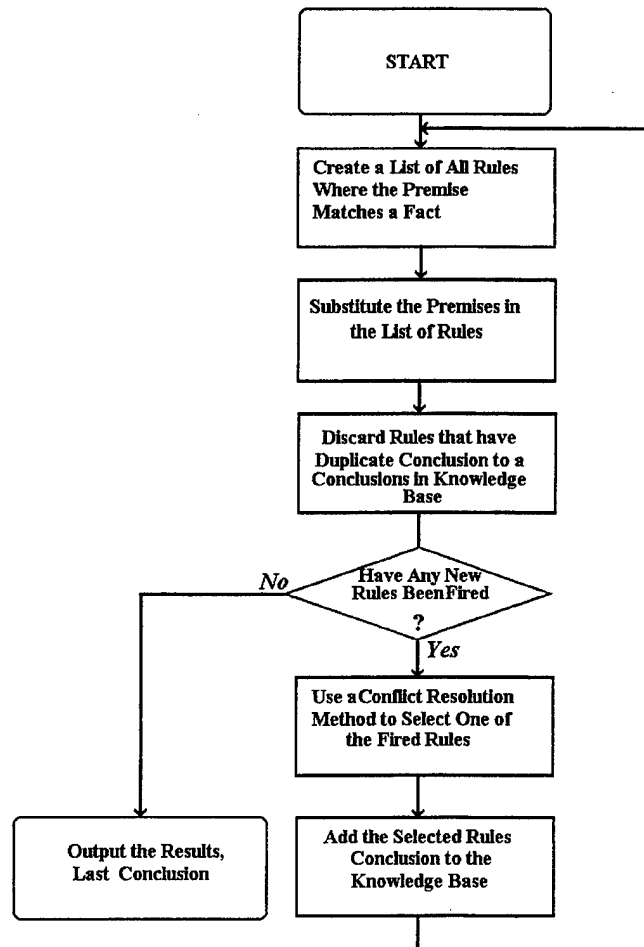 START
Create a List of All Rules
Where the Premise
Matches a Fact
Substitute the Premises in
the List of Rules
Discard Rules that have
Duplicate Conclusion to a
Conclusions in Knowledge
Base
No
Have Any New
Rules Been Fired
?
Yes
Use a Conflict Resolution
Method to Select One of
the Fired Rules
Output the Results,
Last Conclusion
Add the Selected Rules
Conclusion to the
Knowledge Base